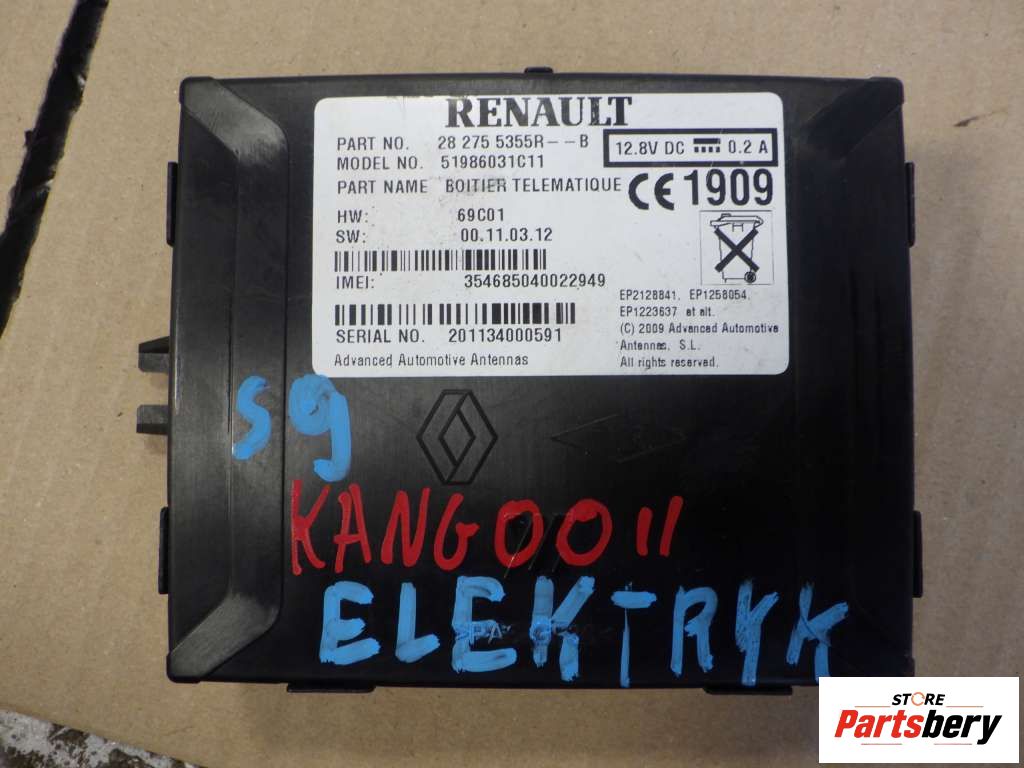 RENAULT
PART NO. 28 275 5355R--B
MODEL NO. 51986031C11
12.8V DC 0.2 A
PART NAME BOITIER TELEMATIQUE
CE 1909
HW: 69C01
SW: 00.11.03.12
IMEI: 354685040022949
EP2128841, EP1258054,
EP1223637 et alt.
(C) 2009 Advanced Automotive
Antennas, S.L.
All rights reserved.
SERIAL NO. 201134000591
Advanced Automotive Antennas
S9
KANGOO II
ELEKTRYK
STORE
Partsbery